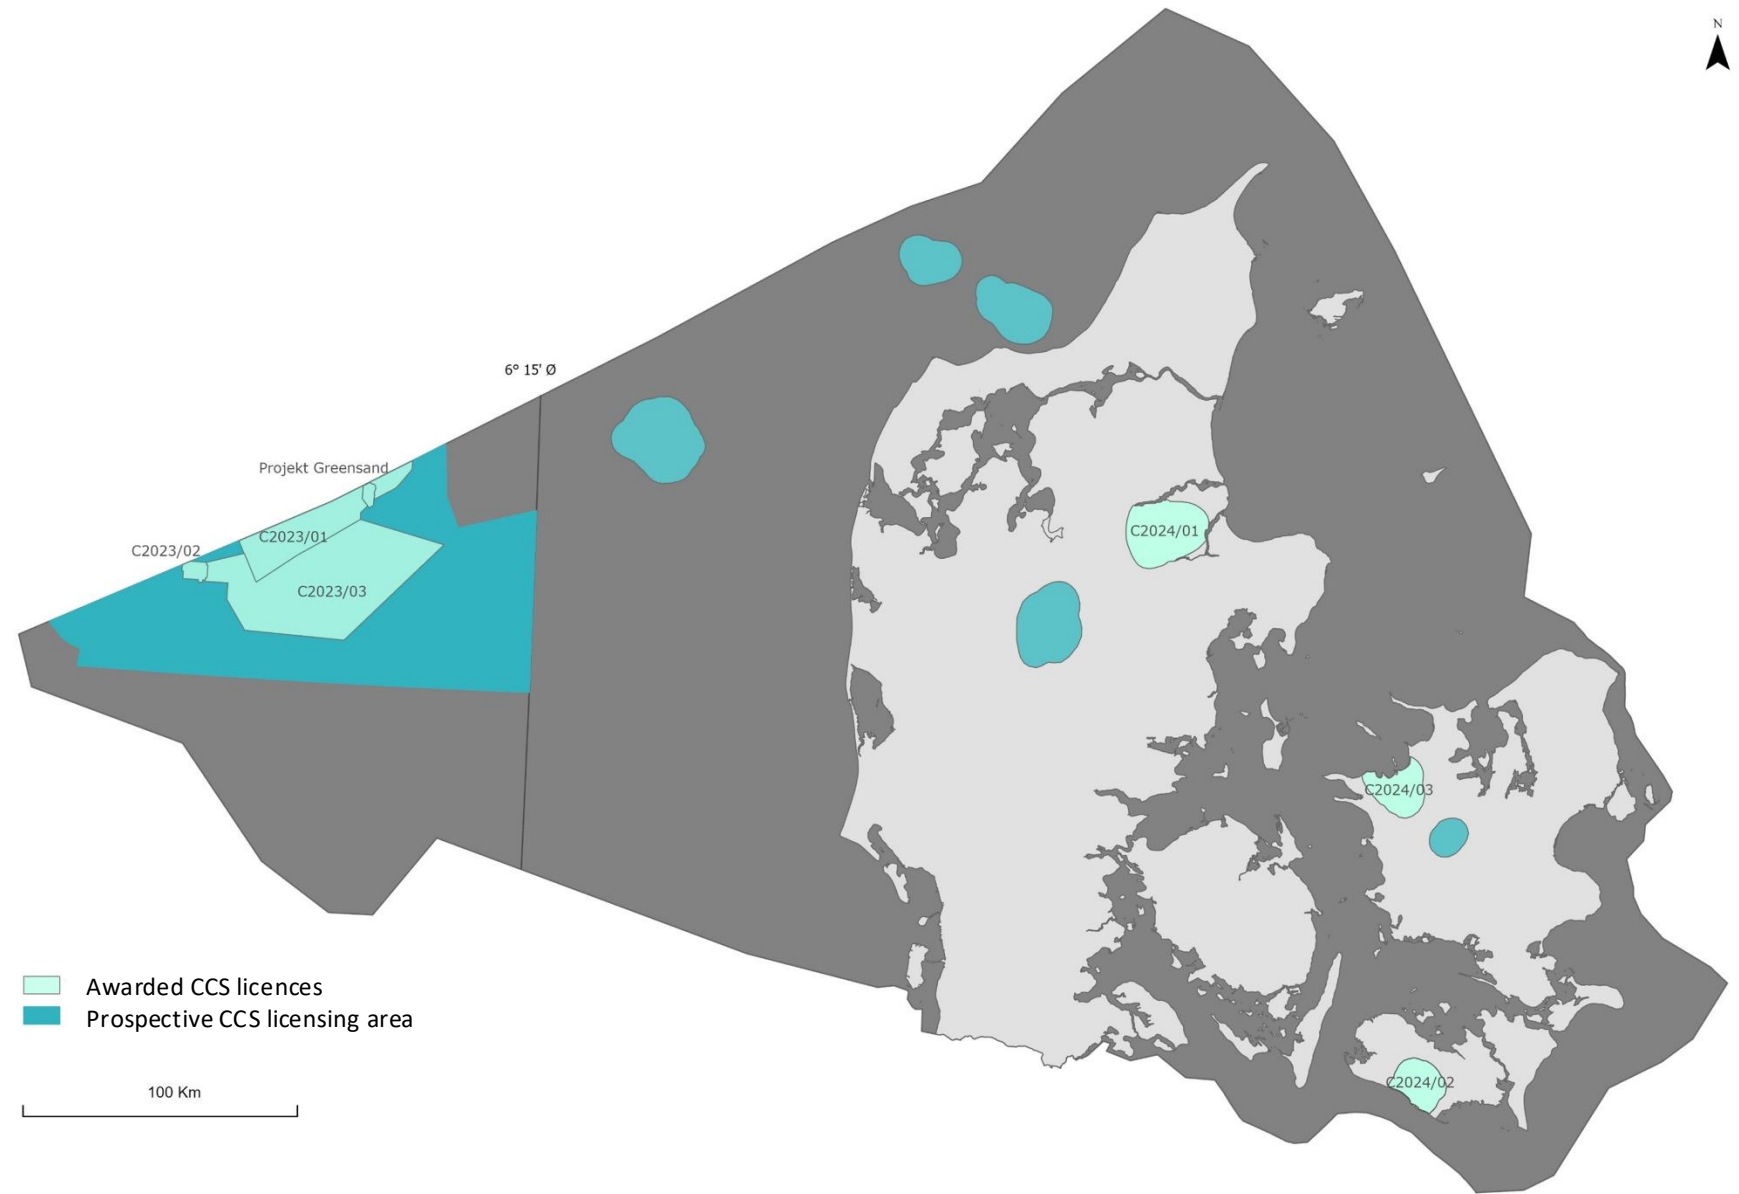 N
6° 15' Ø
Projekt Greensand
C2023/01
C2023/02
C2023/03
C2024/01
C2024/03
C2024/02
Awarded CCS licences
Prospective CCS licensing area
100 Km